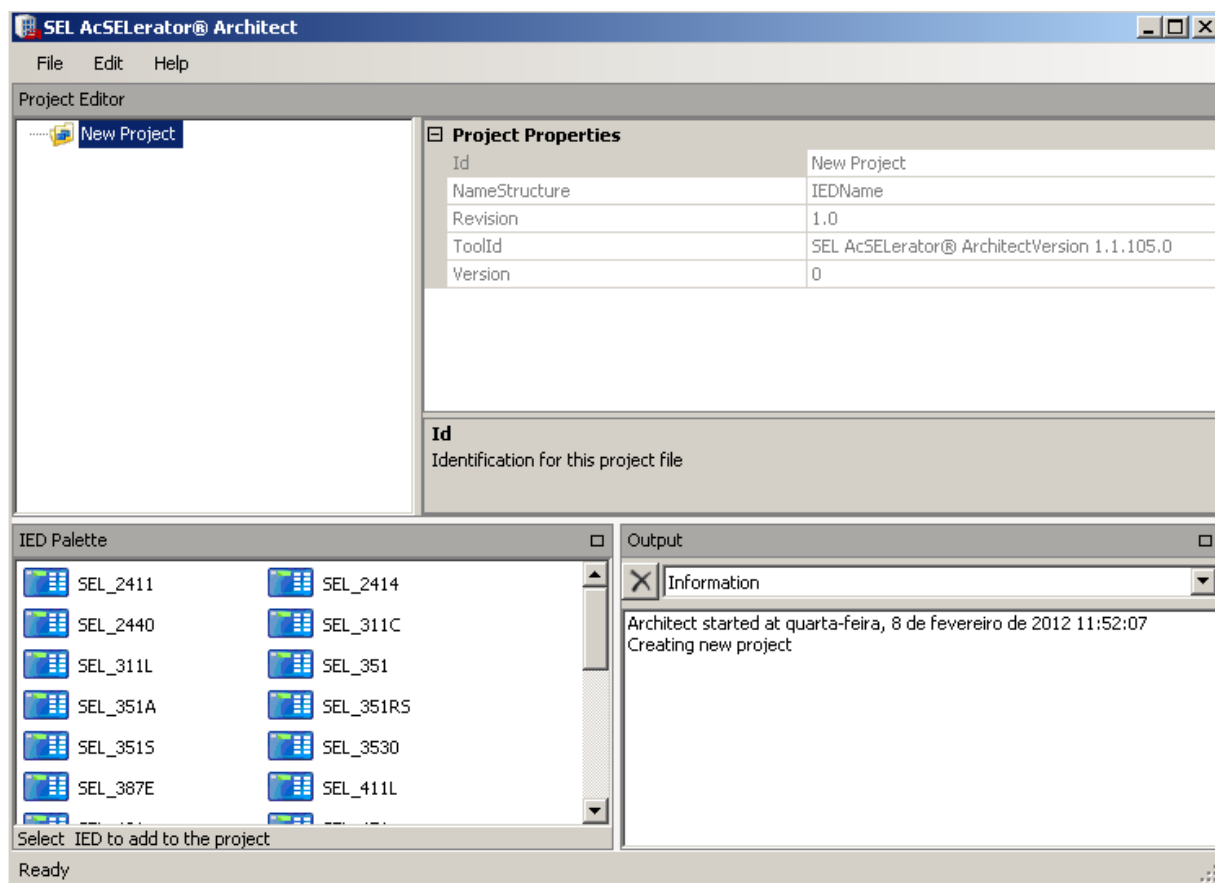 SEL AcSELerator® Architect
File Edit Help
Project Editor
New Project
Project Properties
Id New Project
NameStructure IEDName
Revision 1.0
ToolId SEL AcSELerator® ArchitectVersion 1.1.105.0
Version 0
Id
Identification for this project file
IED Palette
SEL_2411 SEL_2414
SEL_2440 SEL_311C
SEL_311L SEL_351
SEL_351A SEL_351RS
SEL_351S SEL_3530
SEL_387E SEL_411L
Select IED to add to the project
Output
Information
Architect started at quarta-feira, 8 de fevereiro de 2012 11:52:07
Creating new project
Ready